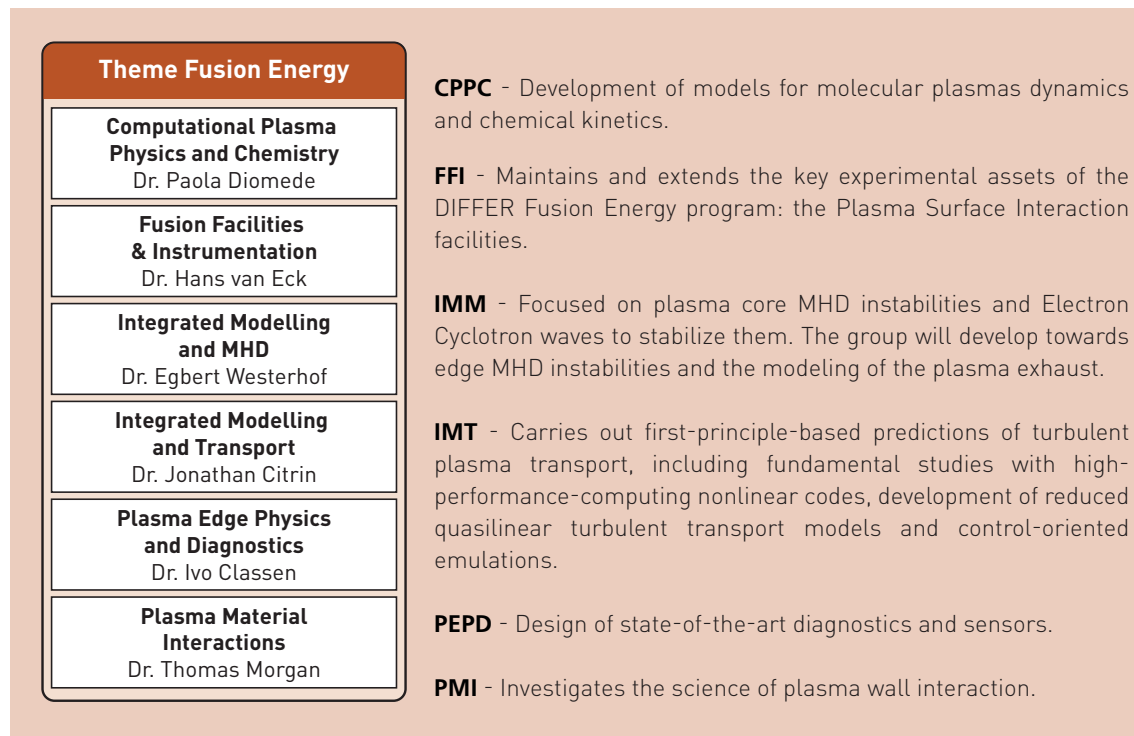 Theme Fusion Energy
Computational Plasma
Physics and Chemistry
Dr. Paola Diomede
Fusion Facilities
& Instrumentation
Dr. Hans van Eck
Integrated Modelling
and MHD
Dr. Egbert Westerhof
Integrated Modelling
and Transport
Dr. Jonathan Citrin
Plasma Edge Physics
and Diagnostics
Dr. Ivo Classen
Plasma Material
Interactions
Dr. Thomas Morgan
CPPC - Development of models for molecular plasmas dynamics
and chemical kinetics.
FFI - Maintains and extends the key experimental assets of the
DIFFER Fusion Energy program: the Plasma Surface Interaction
facilities.
IMM - Focused on plasma core MHD instabilities and Electron
Cyclotron waves to stabilize them. The group will develop towards
edge MHD instabilities and the modeling of the plasma exhaust.
IMT - Carries out first-principle-based predictions of turbulent
plasma transport, including fundamental studies with high-
performance-computing nonlinear codes, development of reduced
quasilinear turbulent transport models and control-oriented
emulations.
PEPD - Design of state-of-the-art diagnostics and sensors.
PMI - Investigates the science of plasma wall interaction.